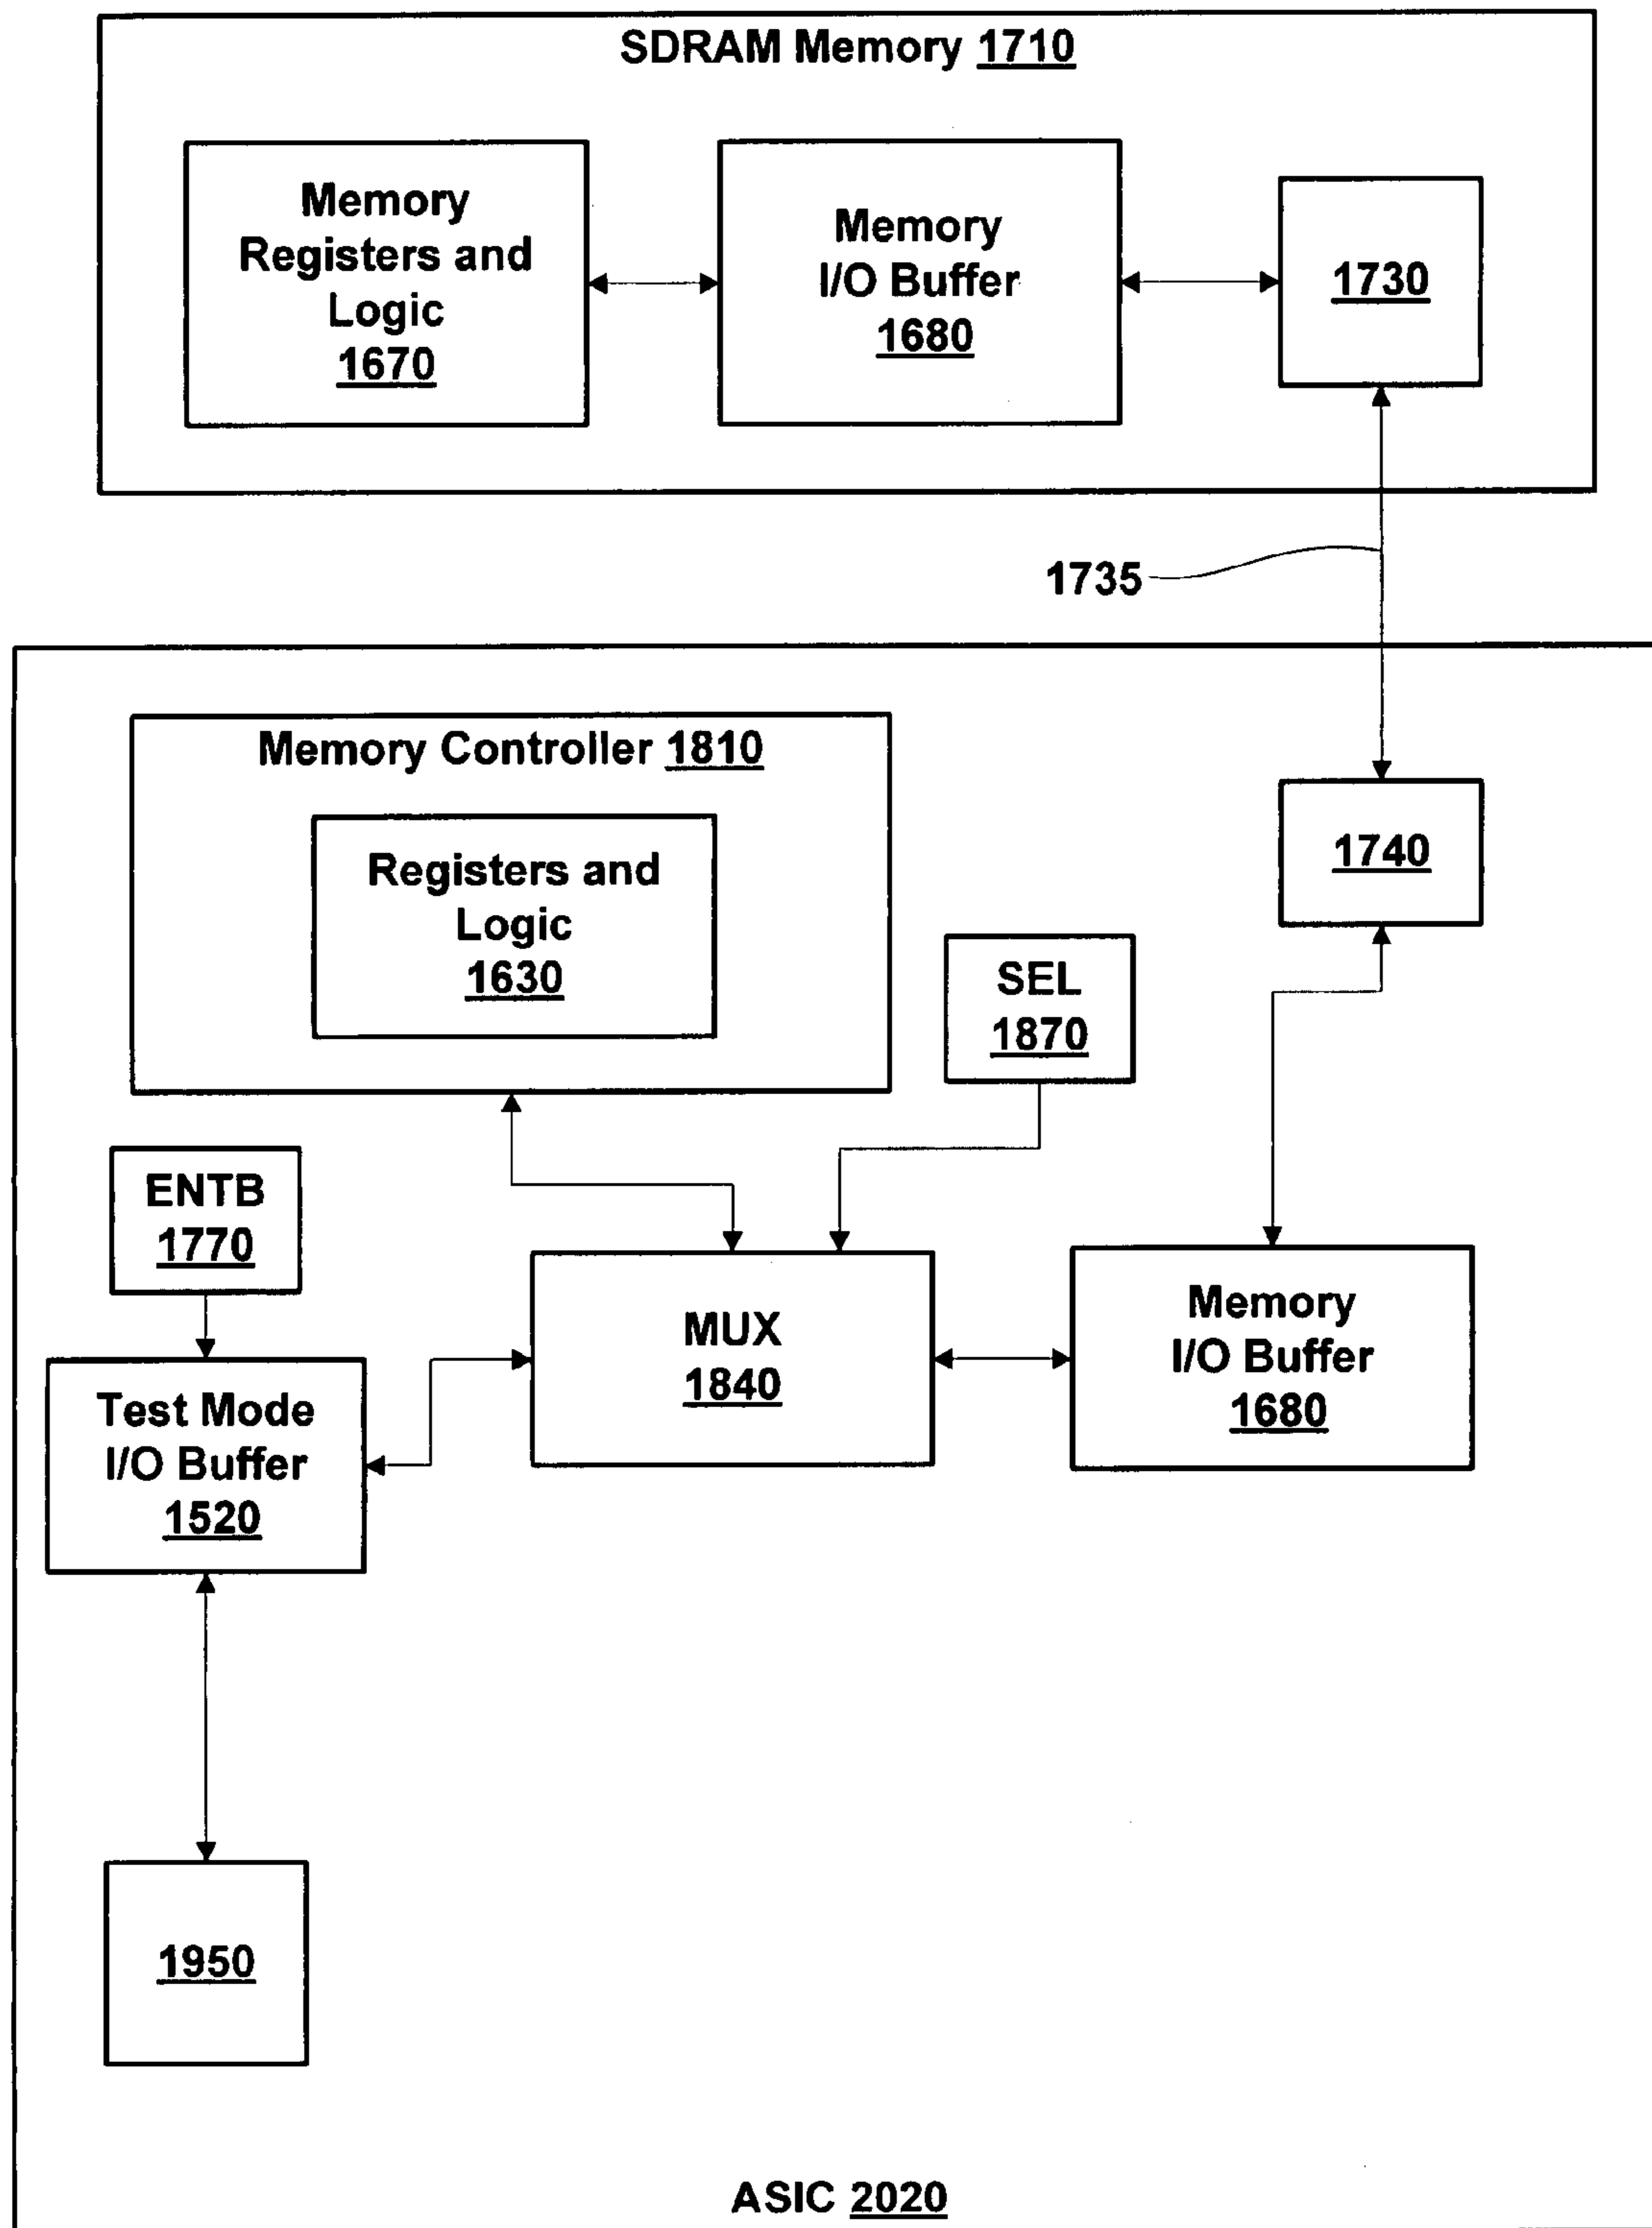 SDRAM Memory 1710
Memory
Registers and
Logic
1670
Memory
I/O Buffer
1680
1730
1735
Memory Controller 1810
Registers and
Logic
1630
1740
SEL
1870
ENTB
1770
MUX
1840
Memory
I/O Buffer
1680
Test Mode
I/O Buffer
1520
1950
ASIC 2020